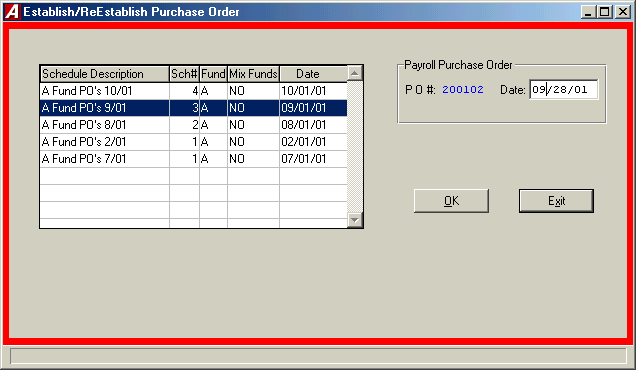 A Establish/ReEstablish Purchase Order
Schedule Description Sch# Fund Mix Funds Date
A Fund PO's 10/01 4 A NO 10/01/01
A Fund PO's 9/01 3 A NO 09/01/01
A Fund PO's 8/01 2 A NO 08/01/01
A Fund PO's 2/01 1 A NO 02/01/01
A Fund PO's 7/01 1 A NO 07/01/01
Payroll Purchase Order
P O #: 200102 Date: 09/28/01
OK Exit